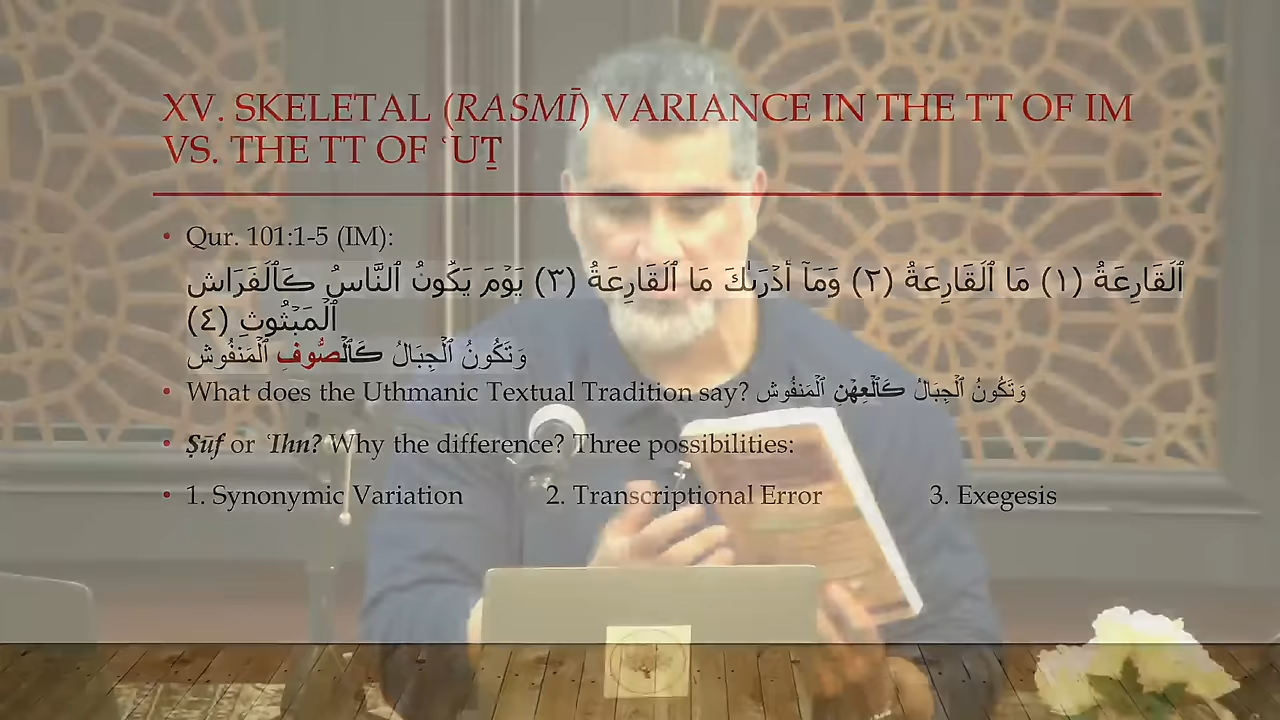 XV. SKELETAL (RASMĪ) VARIANCE IN THE TT OF IM
VS. THE TT OF ʿUṮ
• Qur. 101:1-5 (IM):
ٱلْقَارِعَةُ (١) مَا ٱلْقَارِعَةُ (٢) وَمَآ أَدْرَىٰكَ مَا ٱلْقَارِعَةُ (٣) يَوْمَ يَكُونُ ٱلنَّاسُ كَٱلْفَرَاشِ
ٱلْمَبْثُوثِ (٤)
وَتَكُونُ ٱلْجِبَالُ كَٱلْصُّوفِ ٱلْمَنفُوشِ
• What does the Uthmanic Textual Tradition say? وَتَكُونُ ٱلْجِبَالُ كَٱلْعِهْنِ ٱلْمَنفُوشِ
• Ṣūf or ʿIhn? Why the difference? Three possibilities:
• 1. Synonymic Variation 2. Transcriptional Error 3. Exegesis